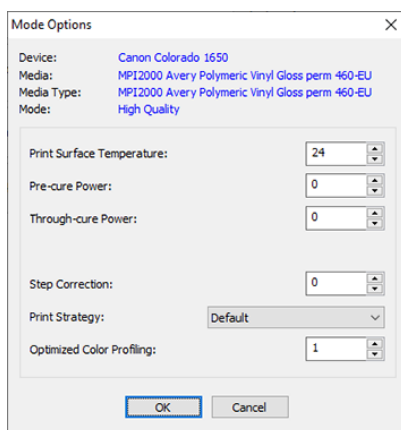 Mode Options
Device: Canon Colorado 1650
Media: MPI2000 Avery Polymeric Vinyl Gloss perm 460-EU
Media Type: MPI2000 Avery Polymeric Vinyl Gloss perm 460-EU
Mode: High Quality
Print Surface Temperature: 24
Pre-cure Power: 0
Through-cure Power: 0
Step Correction: 0
Print Strategy: Default
Optimized Color Profiling: 1
OK Cancel